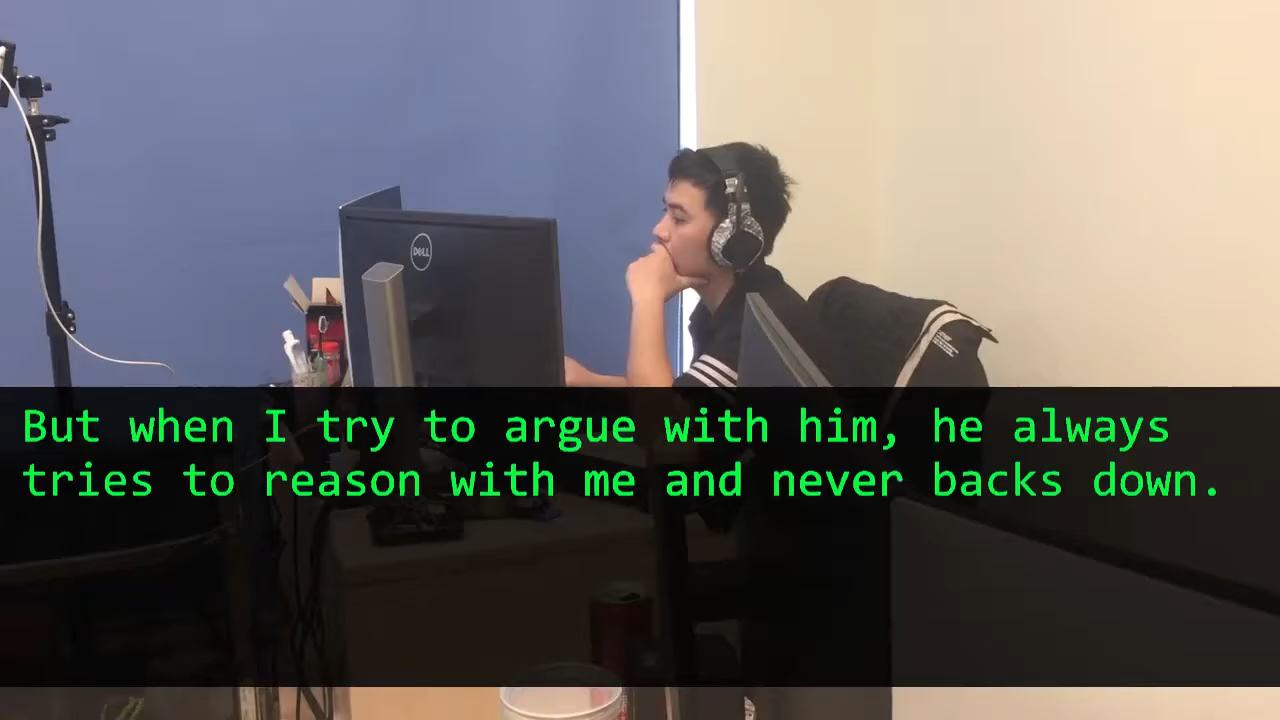 DELL
But when I try to argue with him, he always
tries to reason with me and never backs down.